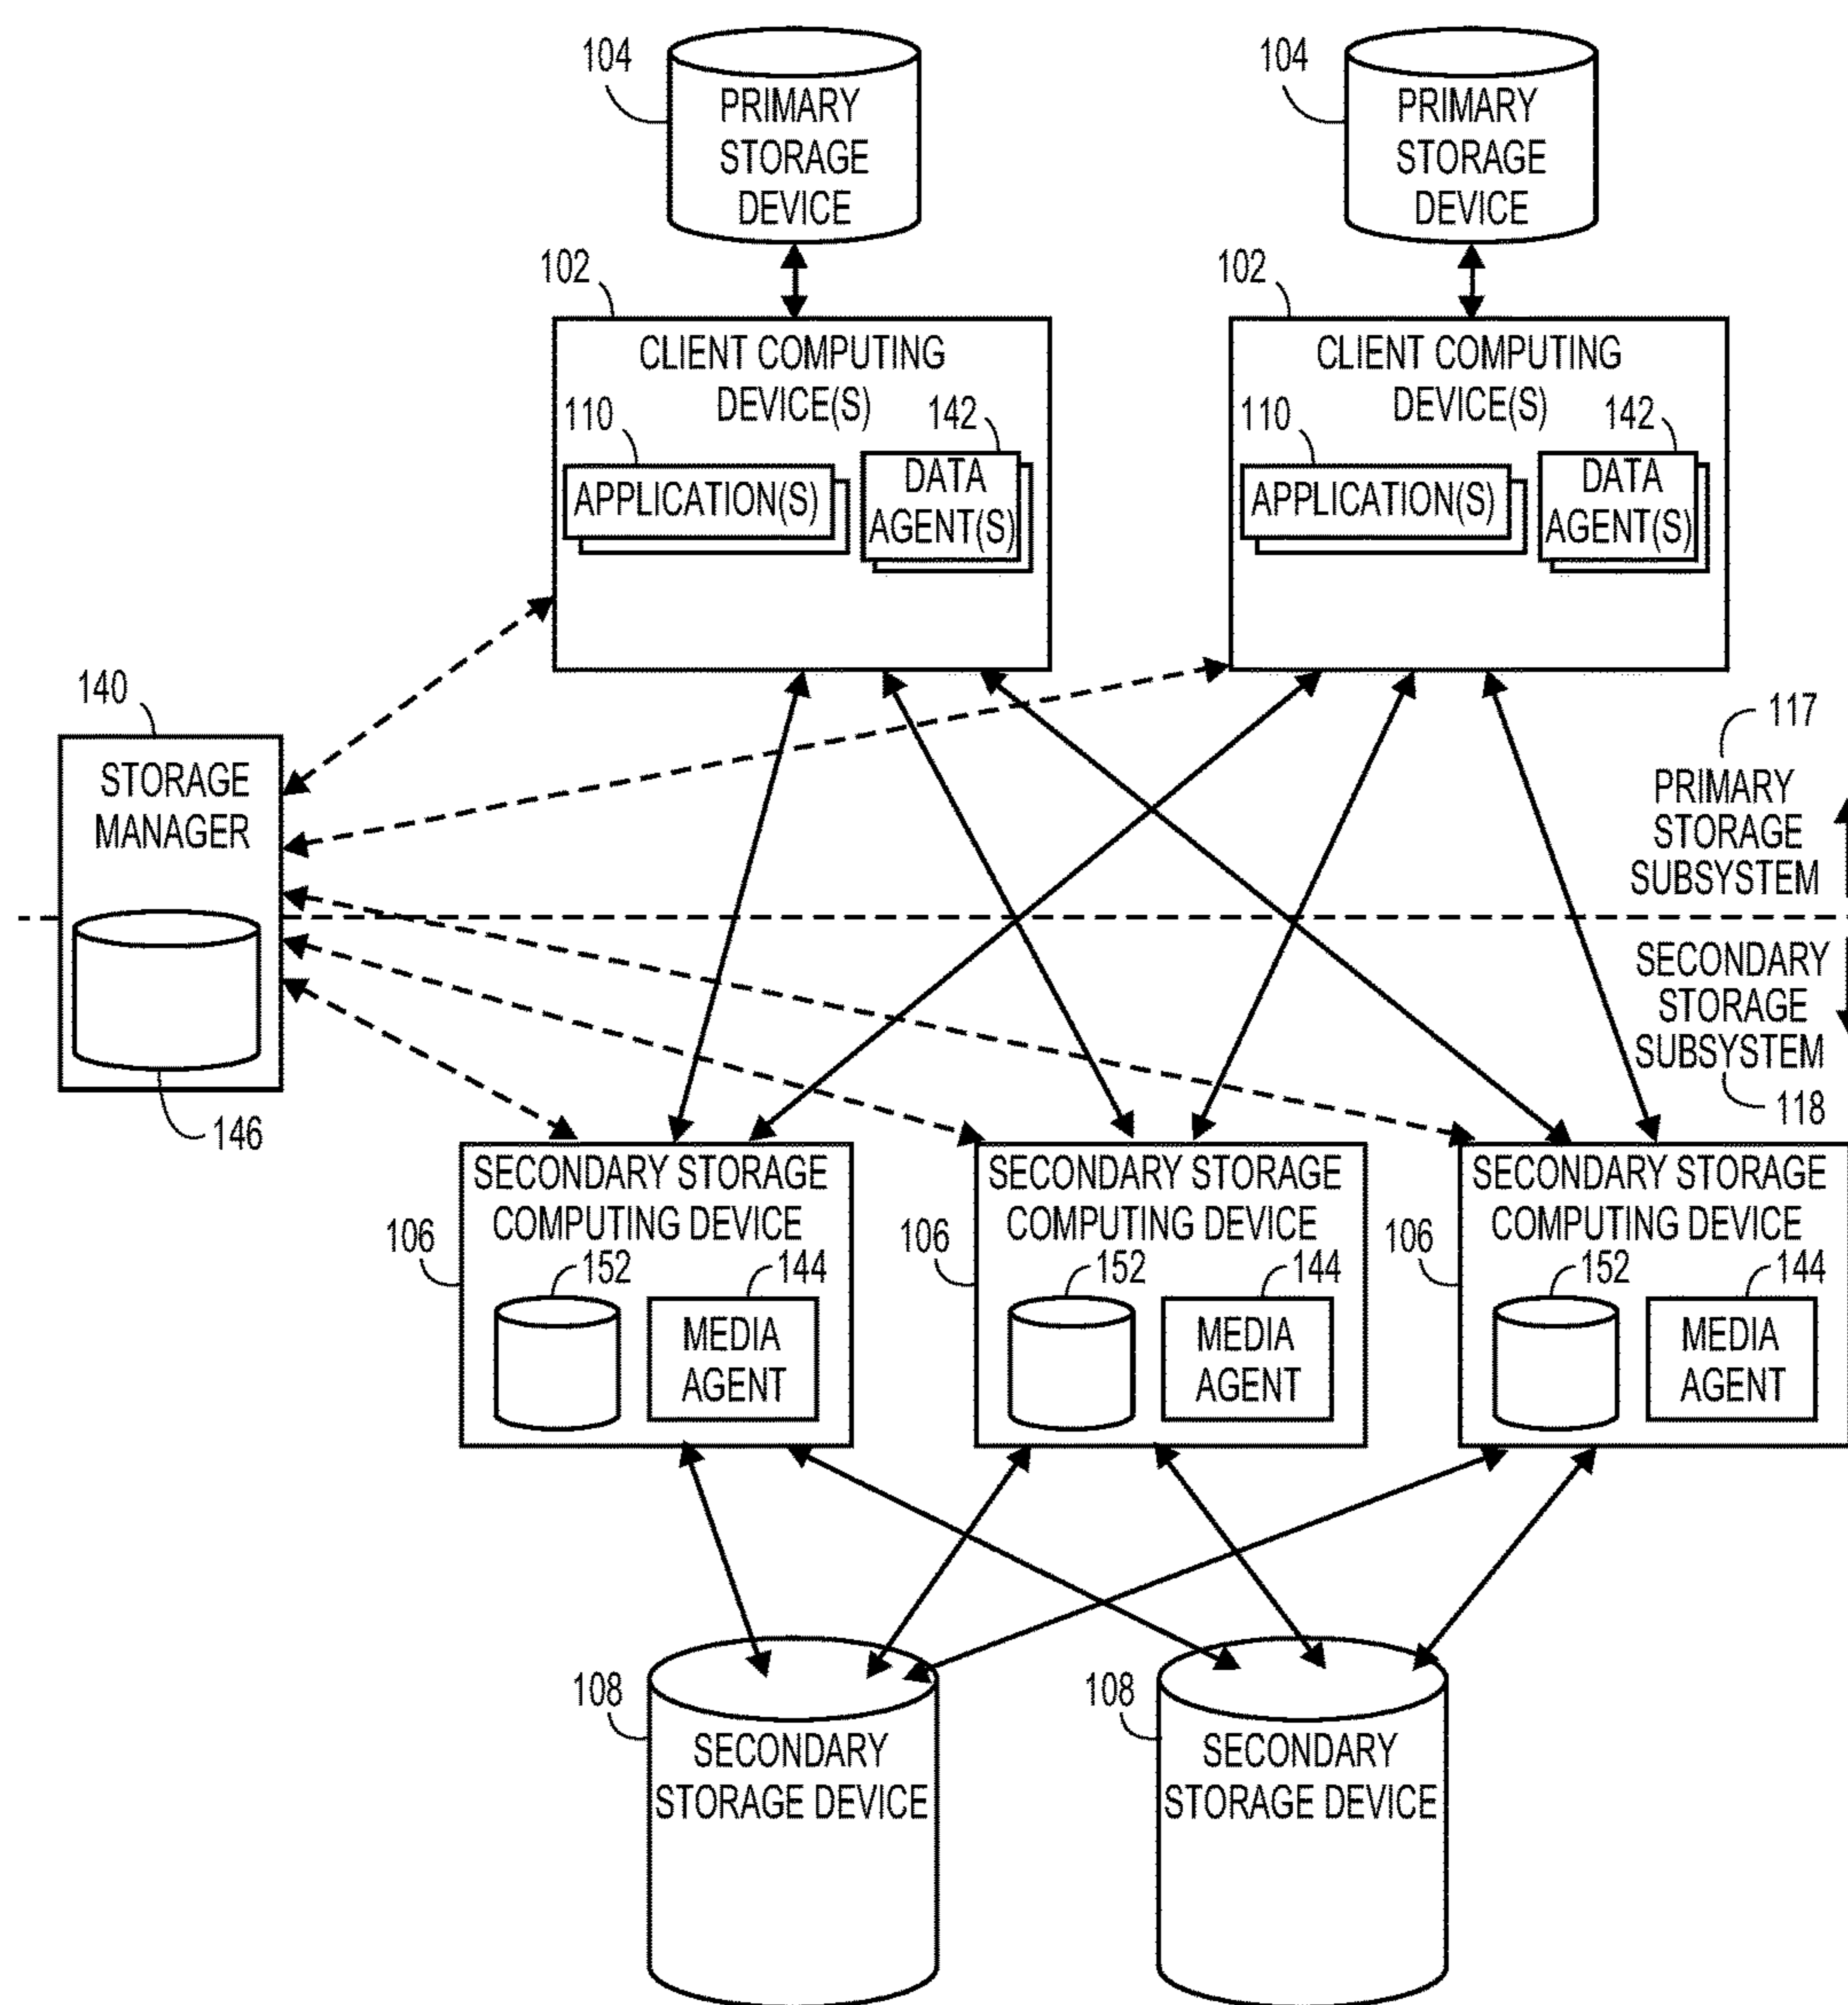 104
PRIMARY
STORAGE
DEVICE
104
PRIMARY
STORAGE
DEVICE
102
CLIENT COMPUTING
DEVICE(S)
110
APPLICATION(S)
142
DATA
AGENT(S)
102
CLIENT COMPUTING
DEVICE(S)
110
APPLICATION(S)
142
DATA
AGENT(S)
140
STORAGE
MANAGER
146
117
PRIMARY
STORAGE
SUBSYSTEM
SECONDARY
STORAGE
SUBSYSTEM
118
106
SECONDARY STORAGE
COMPUTING DEVICE
152
144
MEDIA
AGENT
106
SECONDARY STORAGE
COMPUTING DEVICE
152
144
MEDIA
AGENT
106
SECONDARY STORAGE
COMPUTING DEVICE
152
144
MEDIA
AGENT
108
SECONDARY
STORAGE DEVICE
108
SECONDARY
STORAGE DEVICE